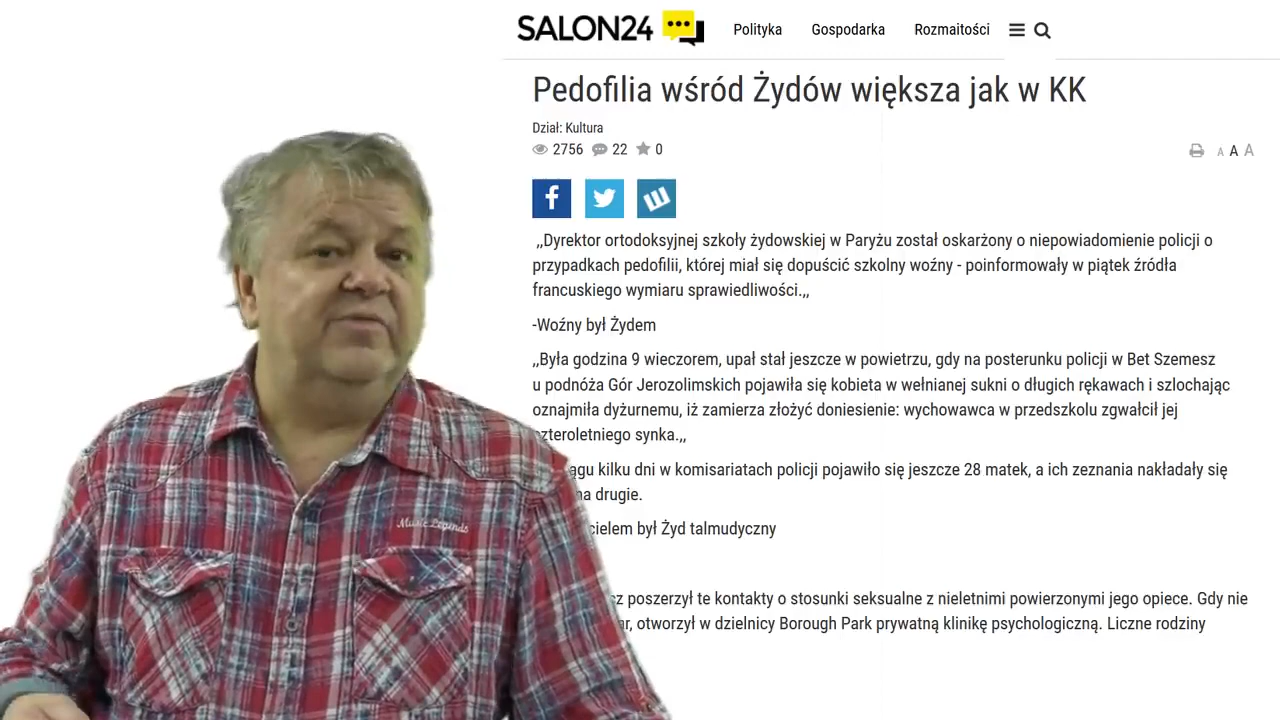 SALON24
Polityka Gospodarka Rozmaitości
Pedofilia wśród Żydów większa jak w KK
Dział: Kultura
2756 22 0
A A A
,,Dyrektor ortodoksyjnej szkoły żydowskiej w Paryżu został oskarżony o niepowiadomienie policji o
przypadkach pedofilii, której miał się dopuścić szkolny woźny - poinformowały w piątek źródła
francuskiego wymiaru sprawiedliwości.,,
-Woźny był Żydem
,,Była godzina 9 wieczorem, upał stał jeszcze w powietrzu, gdy na posterunku policji w Bet Szemesz
u podnóża Gór Jerozolimskich pojawiła się kobieta w wełnianej sukni o długich rękawach i szlochając
oznajmiła dyżurnemu, iż zamierza złożyć doniesienie: wychowawca w przedszkolu zgwałcił jej
zteroletniego synka.,,
ągu kilku dni w komisariatach policji pojawiło się jeszcze 28 matek, a ich zeznania nakładały się
na drugie.
cielem był Żyd talmudyczny
cz poszerzył te kontakty o stosunki seksualne z nieletnimi powierzonymi jego opiece. Gdy nie
ar, otworzył w dzielnicy Borough Park prywatną klinikę psychologiczną. Liczne rodziny
Music Legends